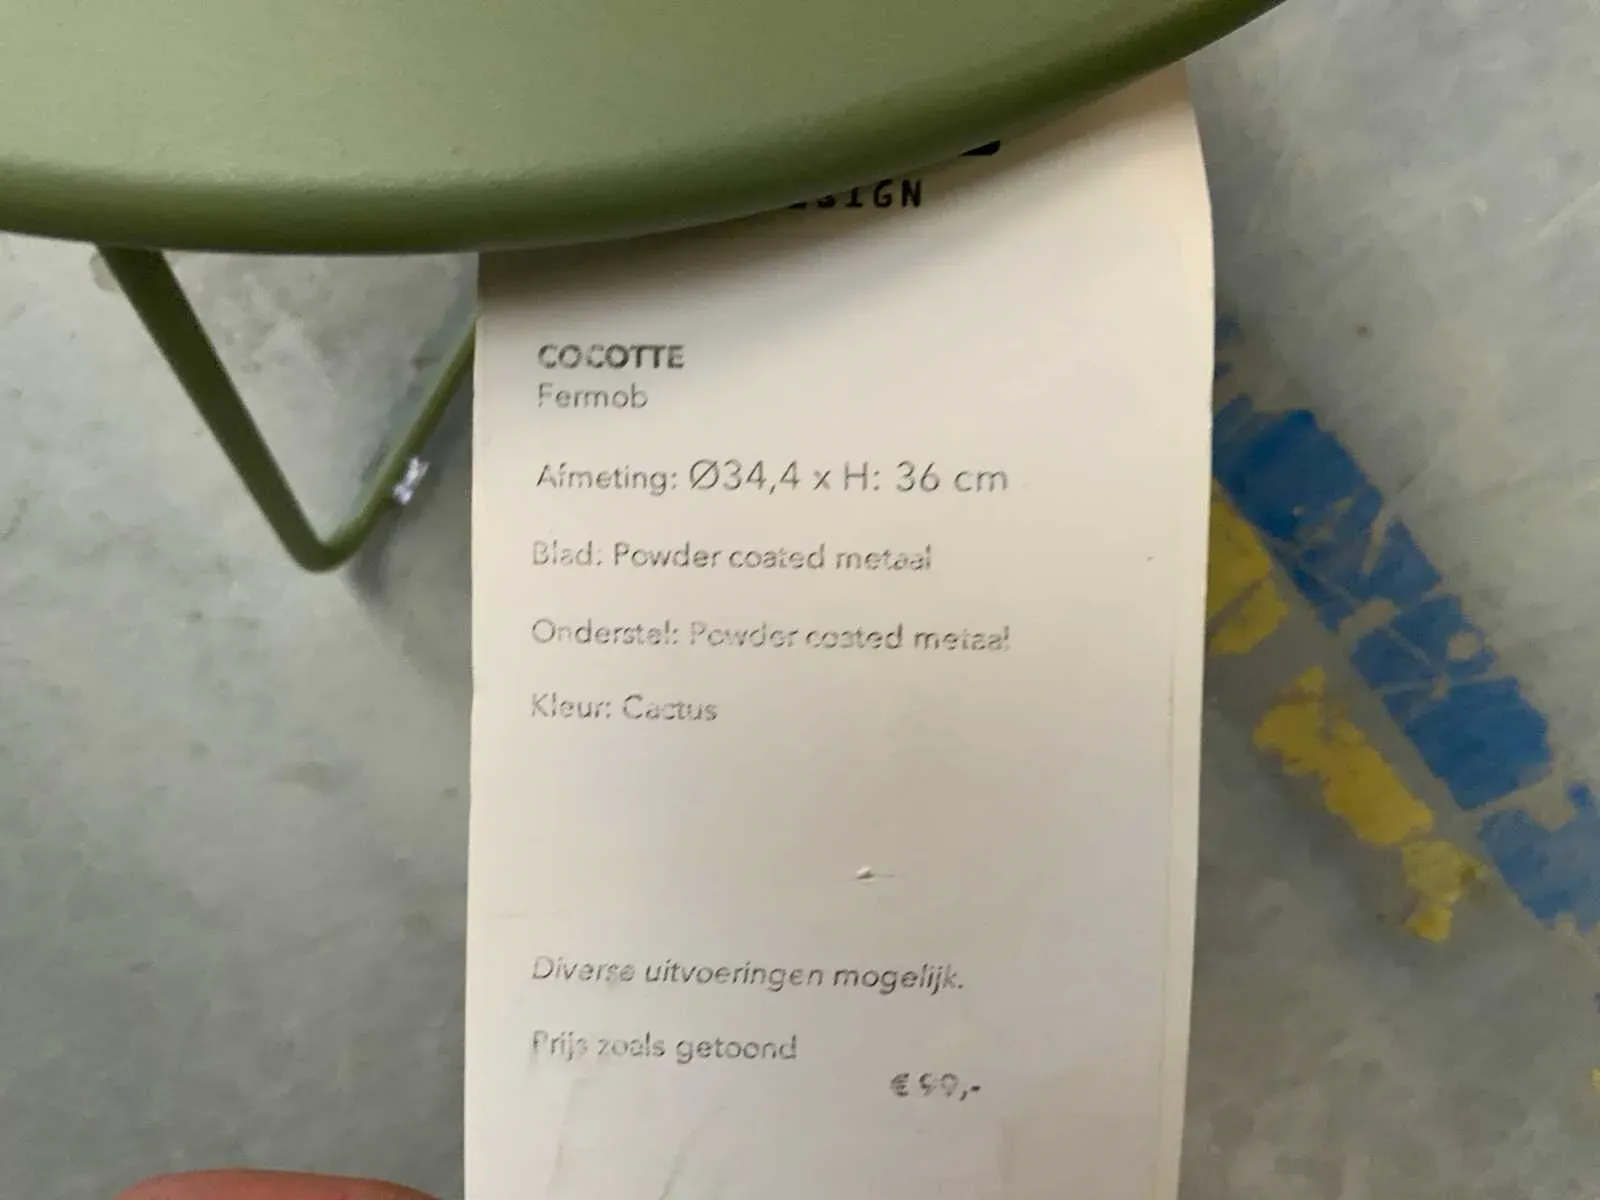 COCOTTE
Fermob
Afmeting: Ø34,4 x H: 36 cm
Blad: Powder coated metaal
Onderstel: Powder coated metaal
Kleur: Cactus
Diverse uitvoeringen mogelijk.
Prijs zoals getoond
€ 99,-